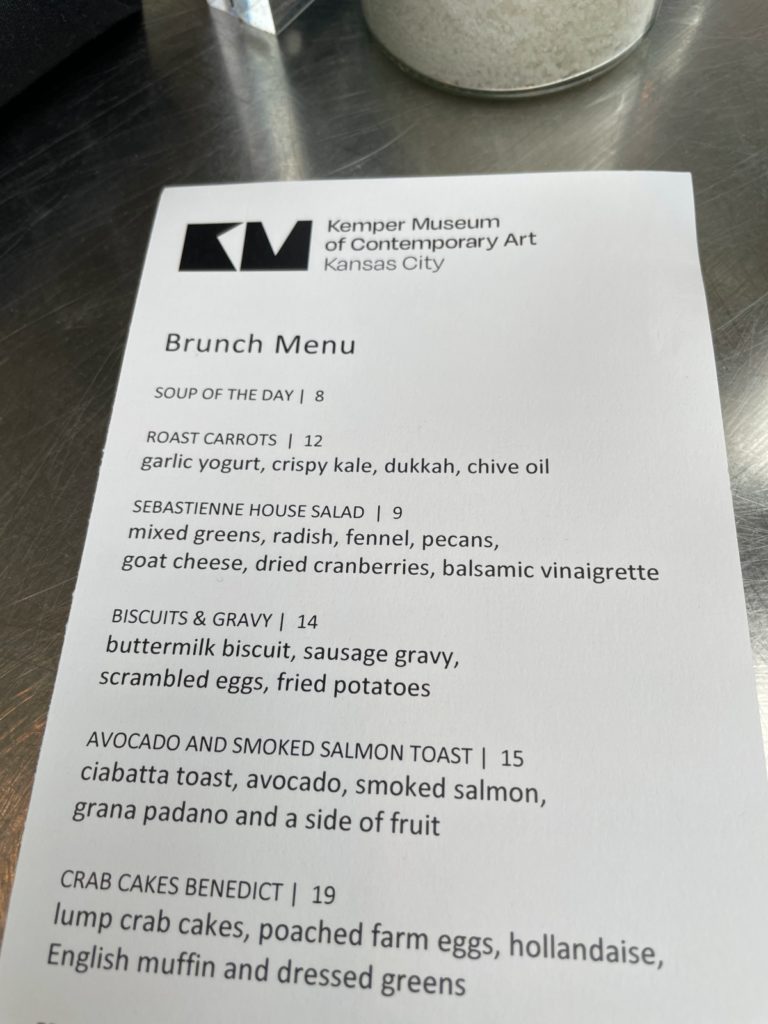 KM
Kemper Museum
of Contemporary Art
Kansas City
Brunch Menu
SOUP OF THE DAY | 8
ROAST CARROTS | 12
garlic yogurt, crispy kale, dukkah, chive oil
SEBASTIENNE HOUSE SALAD | 9
mixed greens, radish, fennel, pecans,
goat cheese, dried cranberries, balsamic vinaigrette
BISCUITS & GRAVY | 14
buttermilk biscuit, sausage gravy,
scrambled eggs, fried potatoes
AVOCADO AND SMOKED SALMON TOAST | 15
ciabatta toast, avocado, smoked salmon,
grana padano and a side of fruit
CRAB CAKES BENEDICT | 19
lump crab cakes, poached farm eggs, hollandaise,
English muffin and dressed greens